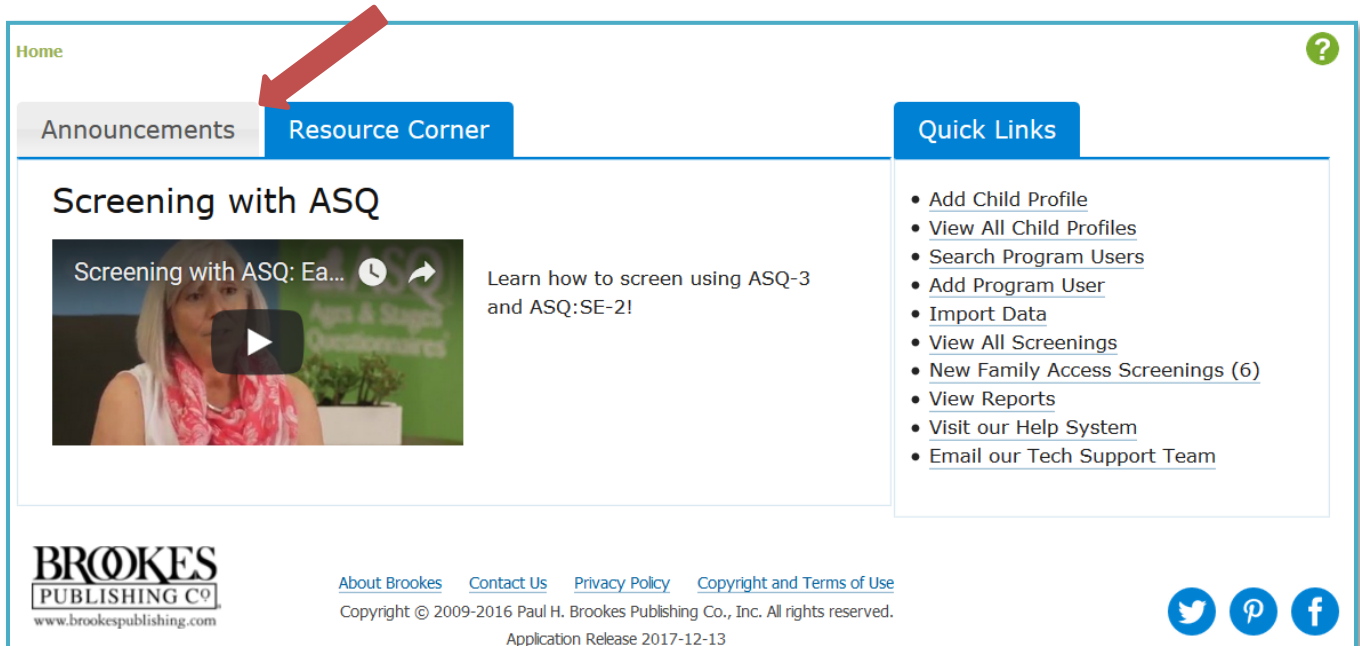 Home
?
Announcements
Resource Corner
Quick Links
Screening with ASQ
Screening with ASQ: Ea...
ASQ
Ages & Stages
Questionnaires
Learn how to screen using ASQ-3
and ASQ:SE-2!
Add Child Profile
View All Child Profiles
Search Program Users
Add Program User
Import Data
View All Screenings
New Family Access Screenings (6)
View Reports
Visit our Help System
Email our Tech Support Team
BROOKES
PUBLISHING CO
www.brookespublishing.com
About Brookes Contact Us Privacy Policy Copyright and Terms of Use
Copyright © 2009-2016 Paul H. Brookes Publishing Co., Inc. All rights reserved.
Application Release 2017-12-13